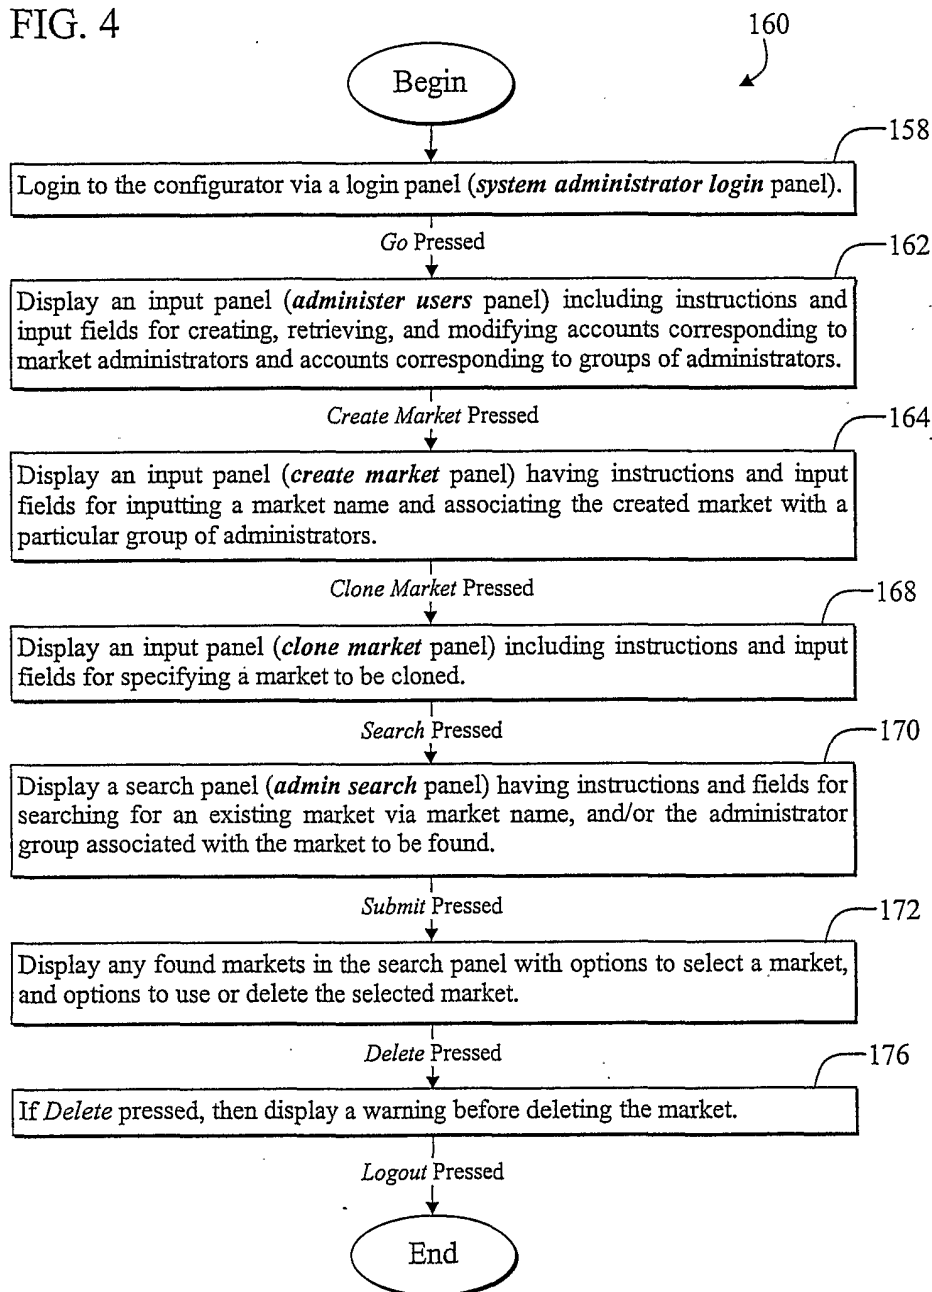 FIG. 4
160
Begin
158
Login to the configurator via a login panel (system administrator login panel).
Go Pressed
162
Display an input panel (administer users panel) including instructions and
input fields for creating, retrieving, and modifying accounts corresponding to
market administrators and accounts corresponding to groups of administrators.
Create Market Pressed
164
Display an input panel (create market panel) having instructions and input
fields for inputting a market name and associating the created market with a
particular group of administrators.
Clone Market Pressed
168
Display an input panel (clone market panel) including instructions and input
fields for specifying a market to be cloned.
Search Pressed
170
Display a search panel (admin search panel) having instructions and fields for
searching for an existing market via market name, and/or the administrator
group associated with the market to be found.
Submit Pressed
172
Display any found markets in the search panel with options to select a market,
and options to use or delete the selected market.
Delete Pressed
176
If Delete pressed, then display a warning before deleting the market.
Logout Pressed
End